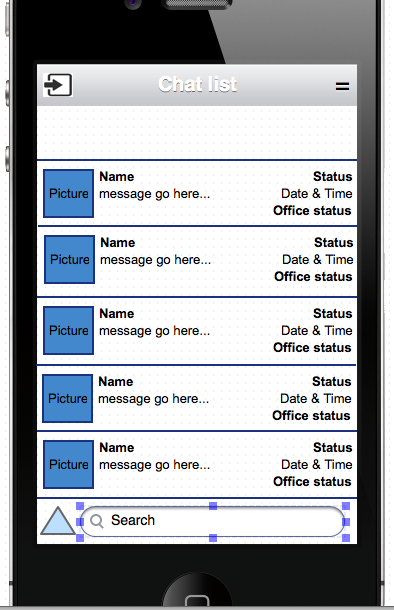 Chat list
=
Picture
Name
Status
message go here...
Date & Time
Office status
Picture
Name
Status
message go here...
Date & Time
Office status
Picture
Name
Status
message go here...
Date & Time
Office status
Picture
Name
Status
message go here...
Date & Time
Office status
Picture
Name
Status
message go here...
Date & Time
Office status
Search